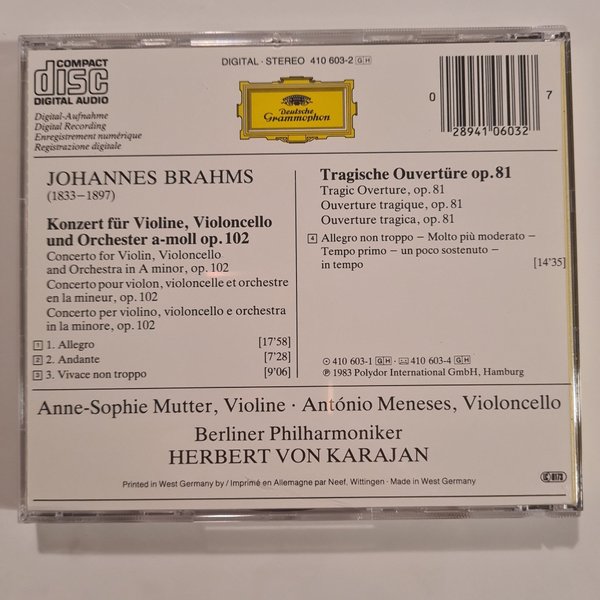 COMPACT
disc
DIGITAL AUDIO
DIGITAL · STEREO 410 603-2 GH
Deutsche
Grammophon
0 28941 06032 7
Digital-Aufnahme
Digital Recording
Enregistrement numérique
Registrazione digitale
JOHANNES BRAHMS
(1833–1897)
Konzert für Violine, Violoncello
und Orchester a-moll op. 102
Concerto for Violin, Violoncello
and Orchestra in A minor, op. 102
Concerto pour violon, violoncelle et orchestre
en la mineur, op. 102
Concerto per violino, violoncello e orchestra
in la minore, op. 102
1 1. Allegro [17'58]
2 2. Andante [7'28]
3 3. Vivace non troppo [9'06]
Tragische Ouvertüre op. 81
Tragic Overture, op. 81
Ouverture tragique, op. 81
Ouverture tragica, op. 81
4 Allegro non troppo – Molto più moderato –
Tempo primo – un poco sostenuto –
in tempo [14'35]
410 603-1 GH · 410 603-4 GH
℗ 1983 Polydor International GmbH, Hamburg
Anne-Sophie Mutter, Violine · António Meneses, Violoncello
Berliner Philharmoniker
HERBERT VON KARAJAN
Printed in West Germany by / Imprimé en Allemagne par Neef, Wittingen · Made in West Germany